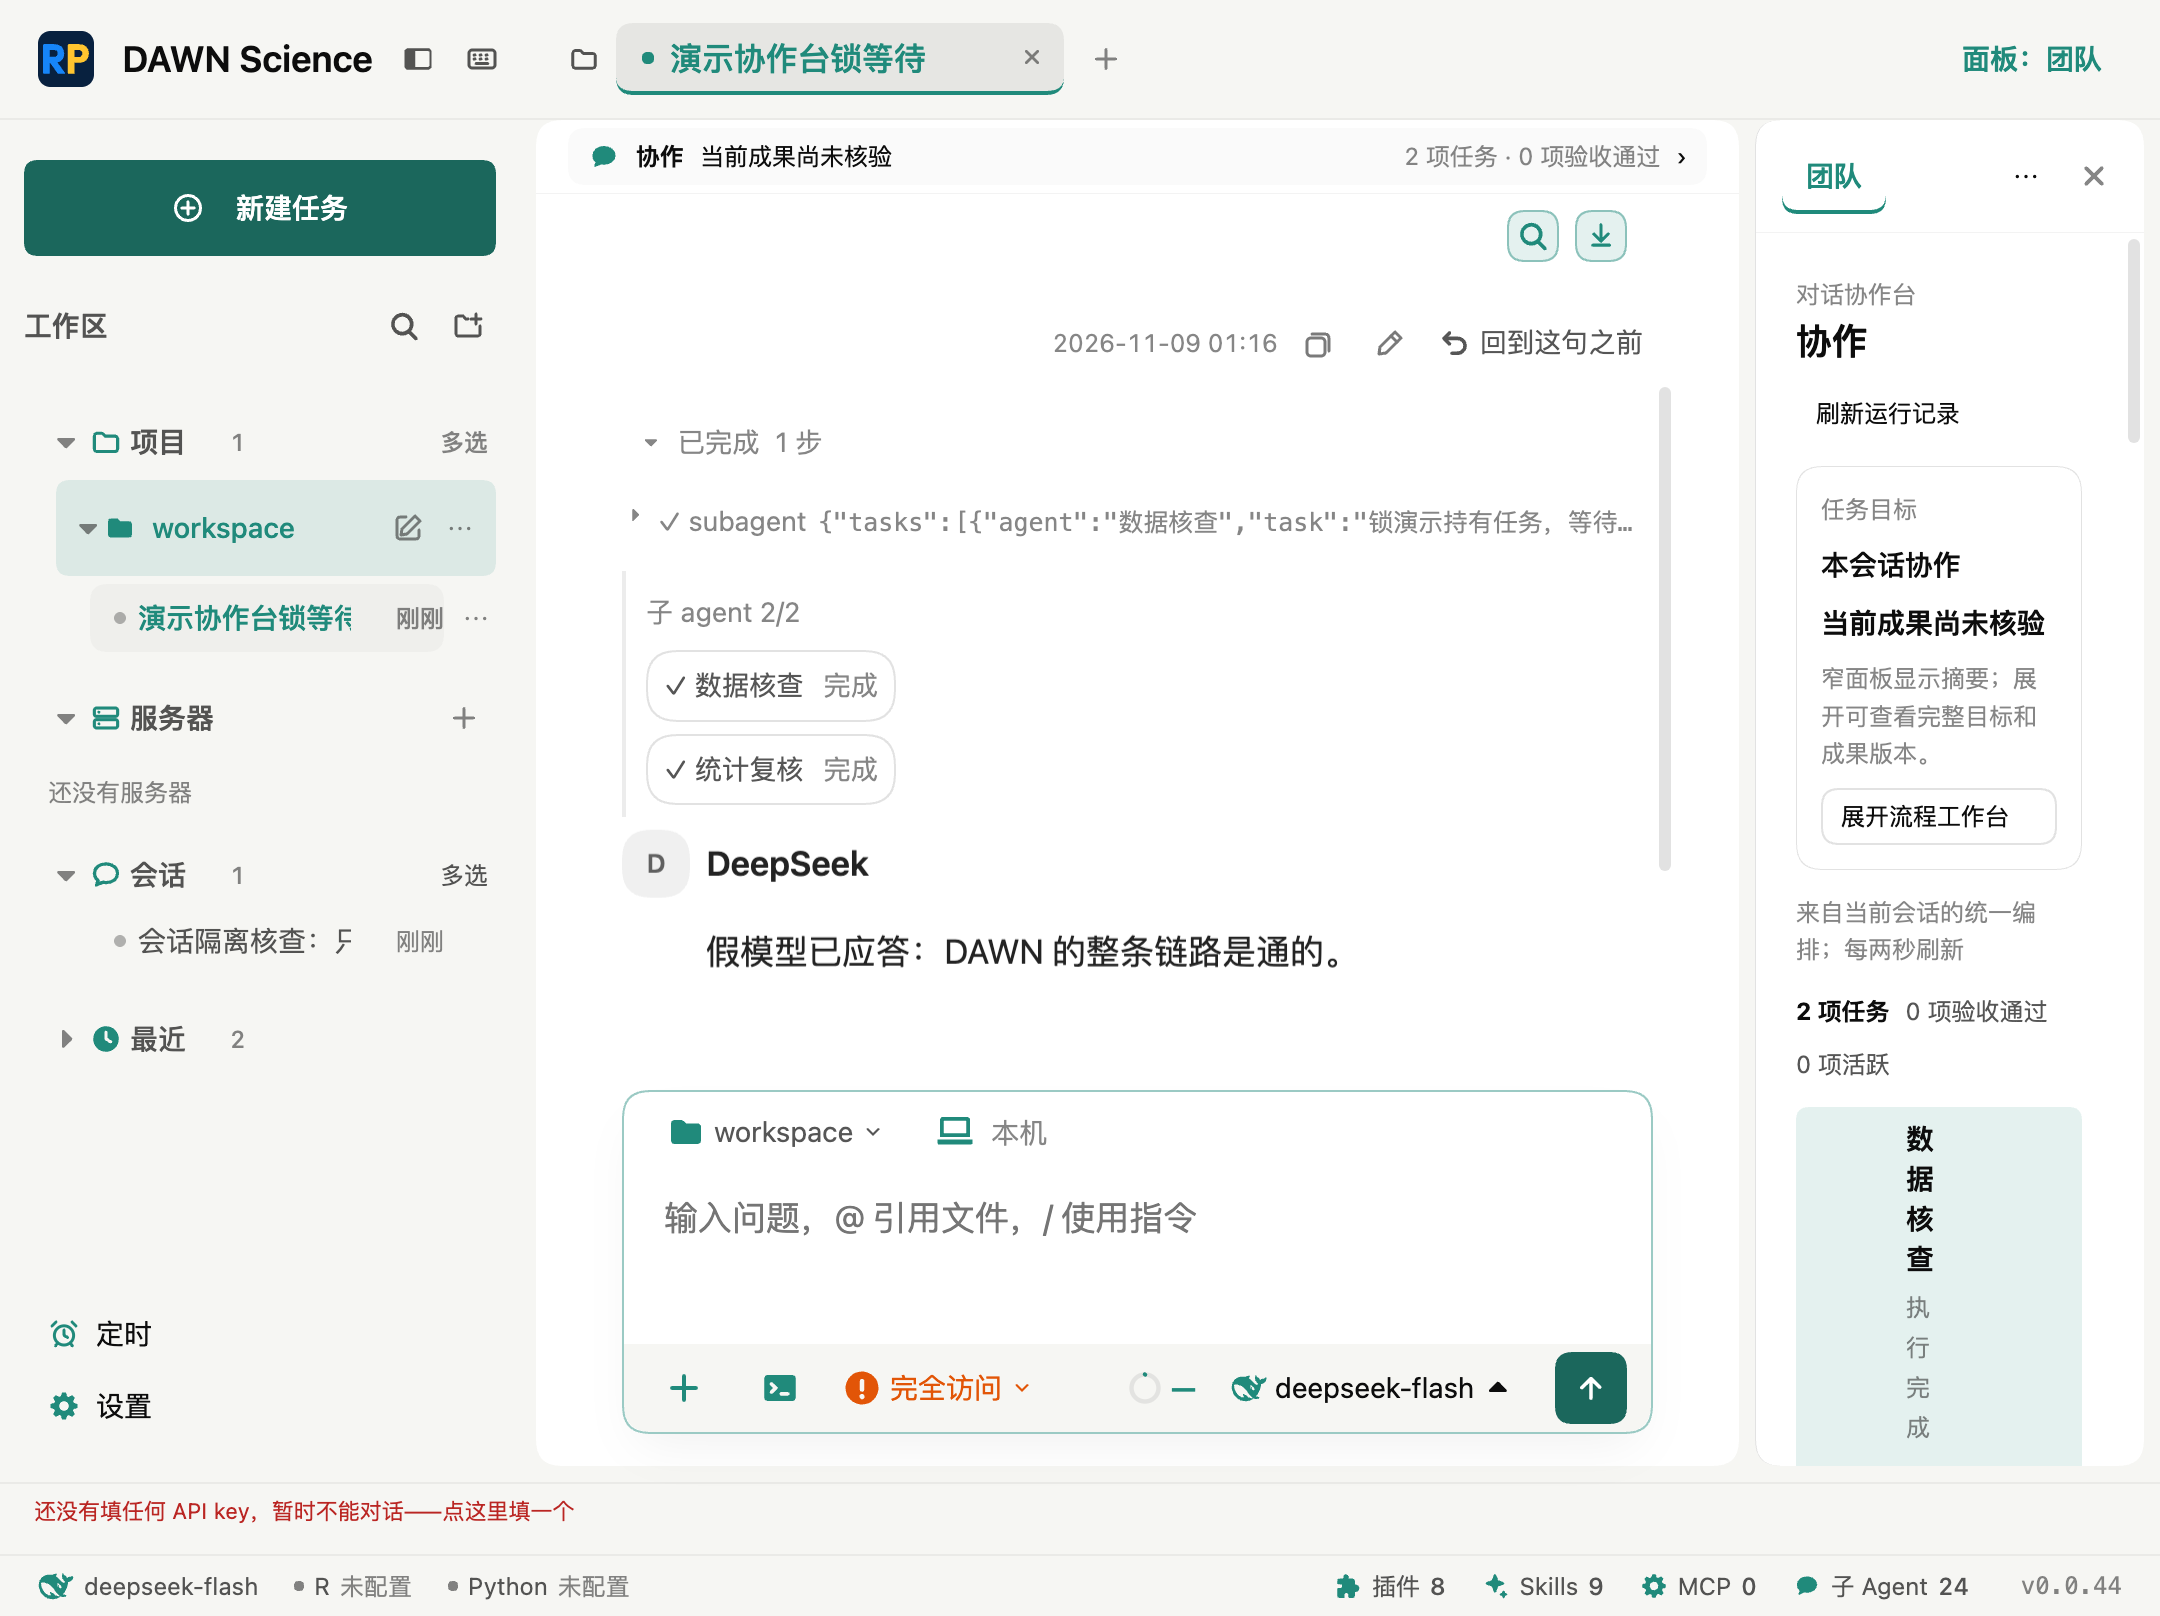 RP DAWN Science
演示协作台锁等待
面板：团队
新建任务
工作区
项目 1 多选
workspace
演示协作台锁等待 刚刚
服务器
还没有服务器
会话 1 多选
会话隔离核查： 刚刚
最近 2
定时
设置
协作 当前成果尚未核验 2 项任务 · 0 项验收通过
2026-11-09 01:16 回到这句之前
已完成 1 步
subagent {"tasks":[{"agent":"数据核查","task":"锁演示持有任务，等待…
子 agent 2/2
数据核查 完成
统计复核 完成
D DeepSeek
假模型已应答：DAWN 的整条链路是通的。
workspace 本机
输入问题，@ 引用文件，/ 使用指令
完全访问 deepseek-flash
团队
对话协作台
协作
刷新运行记录
任务目标
本会话协作
当前成果尚未核验
窄面板显示摘要；展
开可查看完整目标和
成果版本。
展开流程工作台
来自当前会话的统一编
排；每两秒刷新
2 项任务 0 项验收通过
0 项活跃
数
据
核
查
执
行
完
成
还没有填任何 API key，暂时不能对话——点这里填一个
deepseek-flash R 未配置 Python 未配置
插件 8 Skills 9 MCP 0 子 Agent 24 v0.0.44